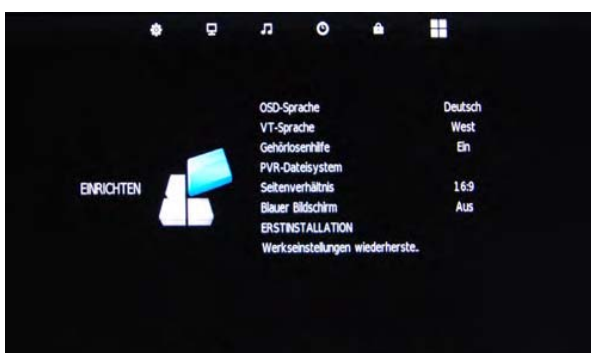 OSD-Sprache Deutsch
VT-Sprache West
Gehörlosenhilfe Ein
PVR-Dateisystem
EINRICHTEN
Seitenverhältnis 16:9
Blauer Bildschirm Aus
ERSTINSTALLATION
Werkseinstellungen wiederherste..